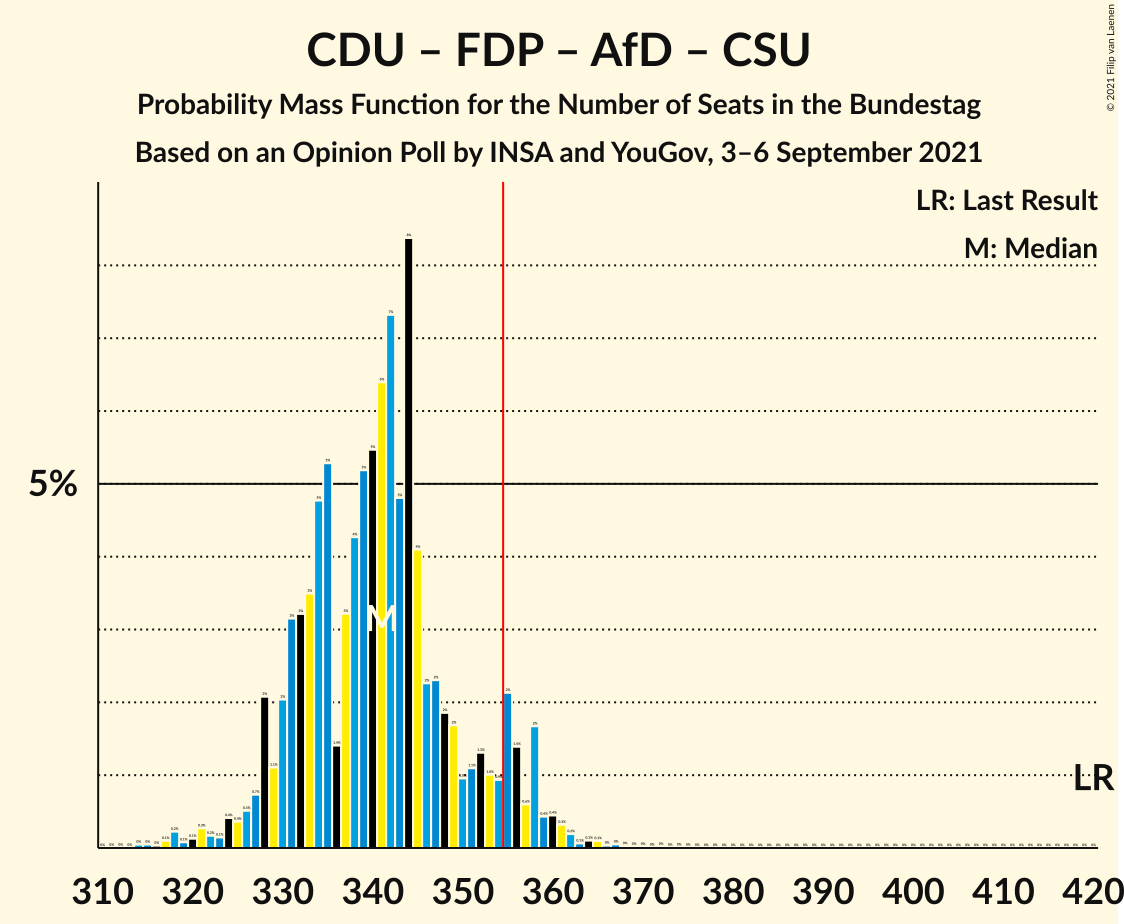 CDU – FDP – AfD – CSU
Probability Mass Function for the Number of Seats in the Bundestag
Based on an Opinion Poll by INSA and YouGov, 3–6 September 2021
© 2021 Filip van Laenen
LR: Last Result
M: Median
5%
M
LR
310 320 330 340 350 360 370 380 390 400 410 420